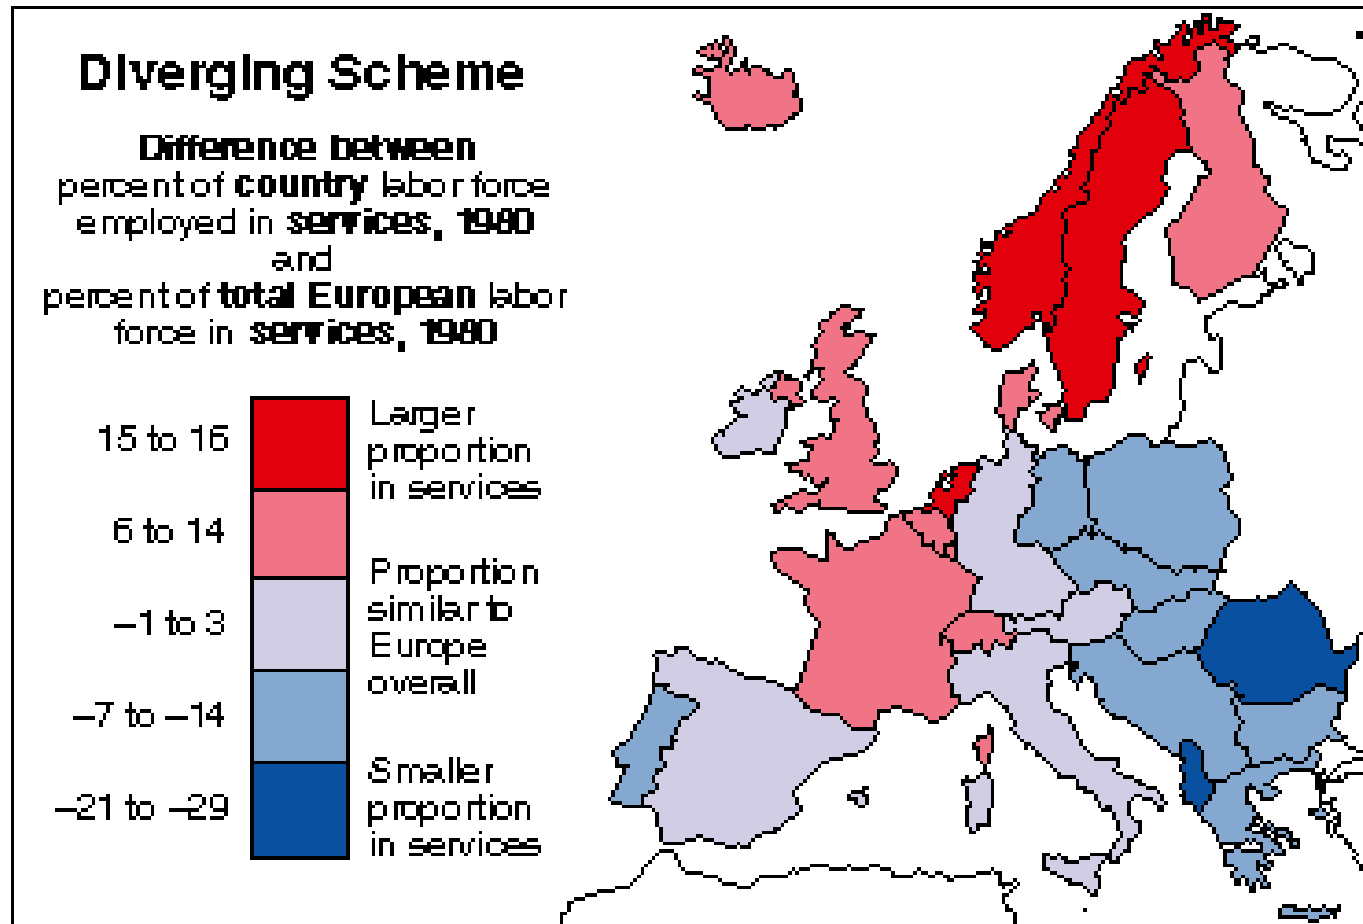 Diverging Scheme
Difference between
percent of country labor force
employed in services, 1980
and
percent of total European labor
force in services, 1980
15 to 16
6 to 14
–1 to 3
–7 to –14
–21 to –29
Larger
proportion
in services
Proportion
similar to
Europe
overall
Smaller
proportion
in services